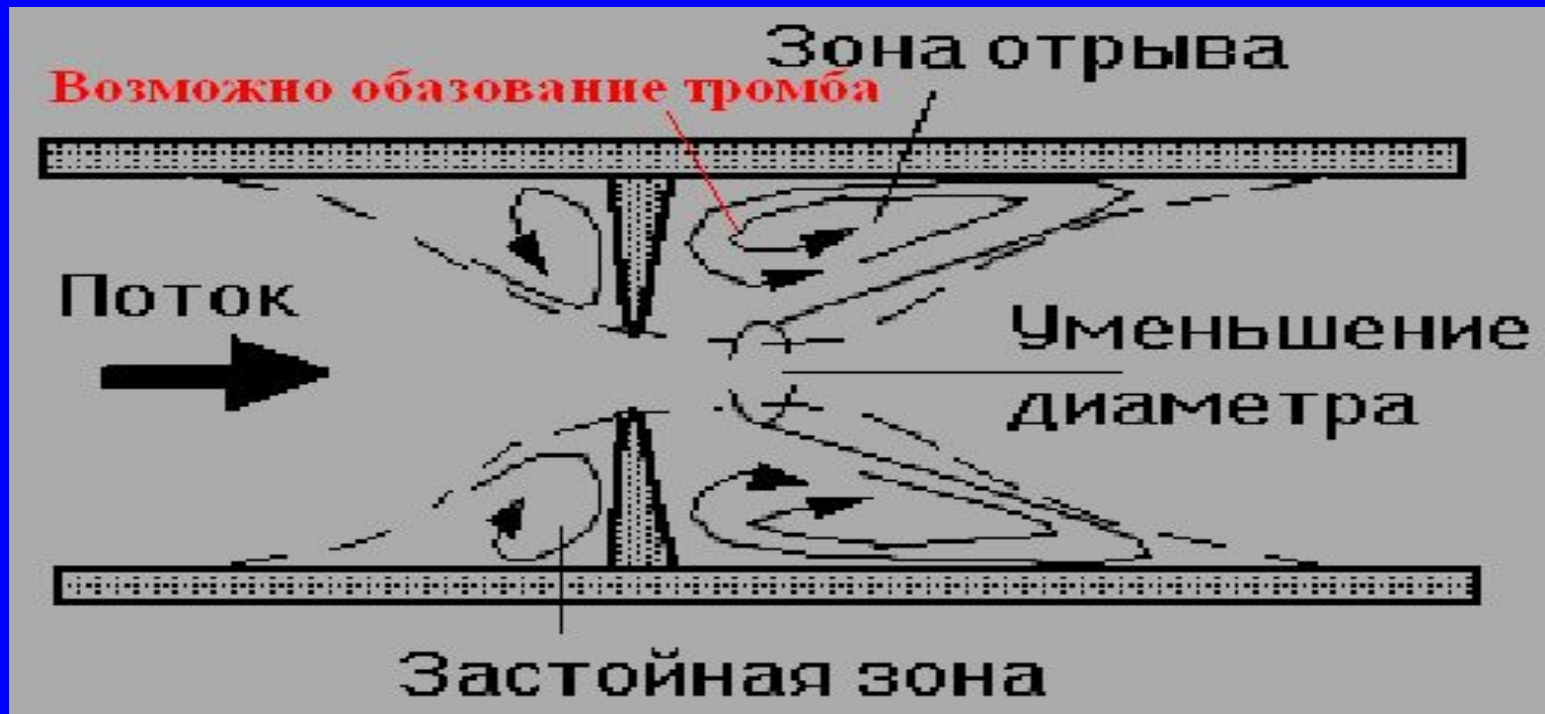 Зона отрыва
Возможно обазование тромба
Поток
Уменьшение
диаметра
Застойная зона